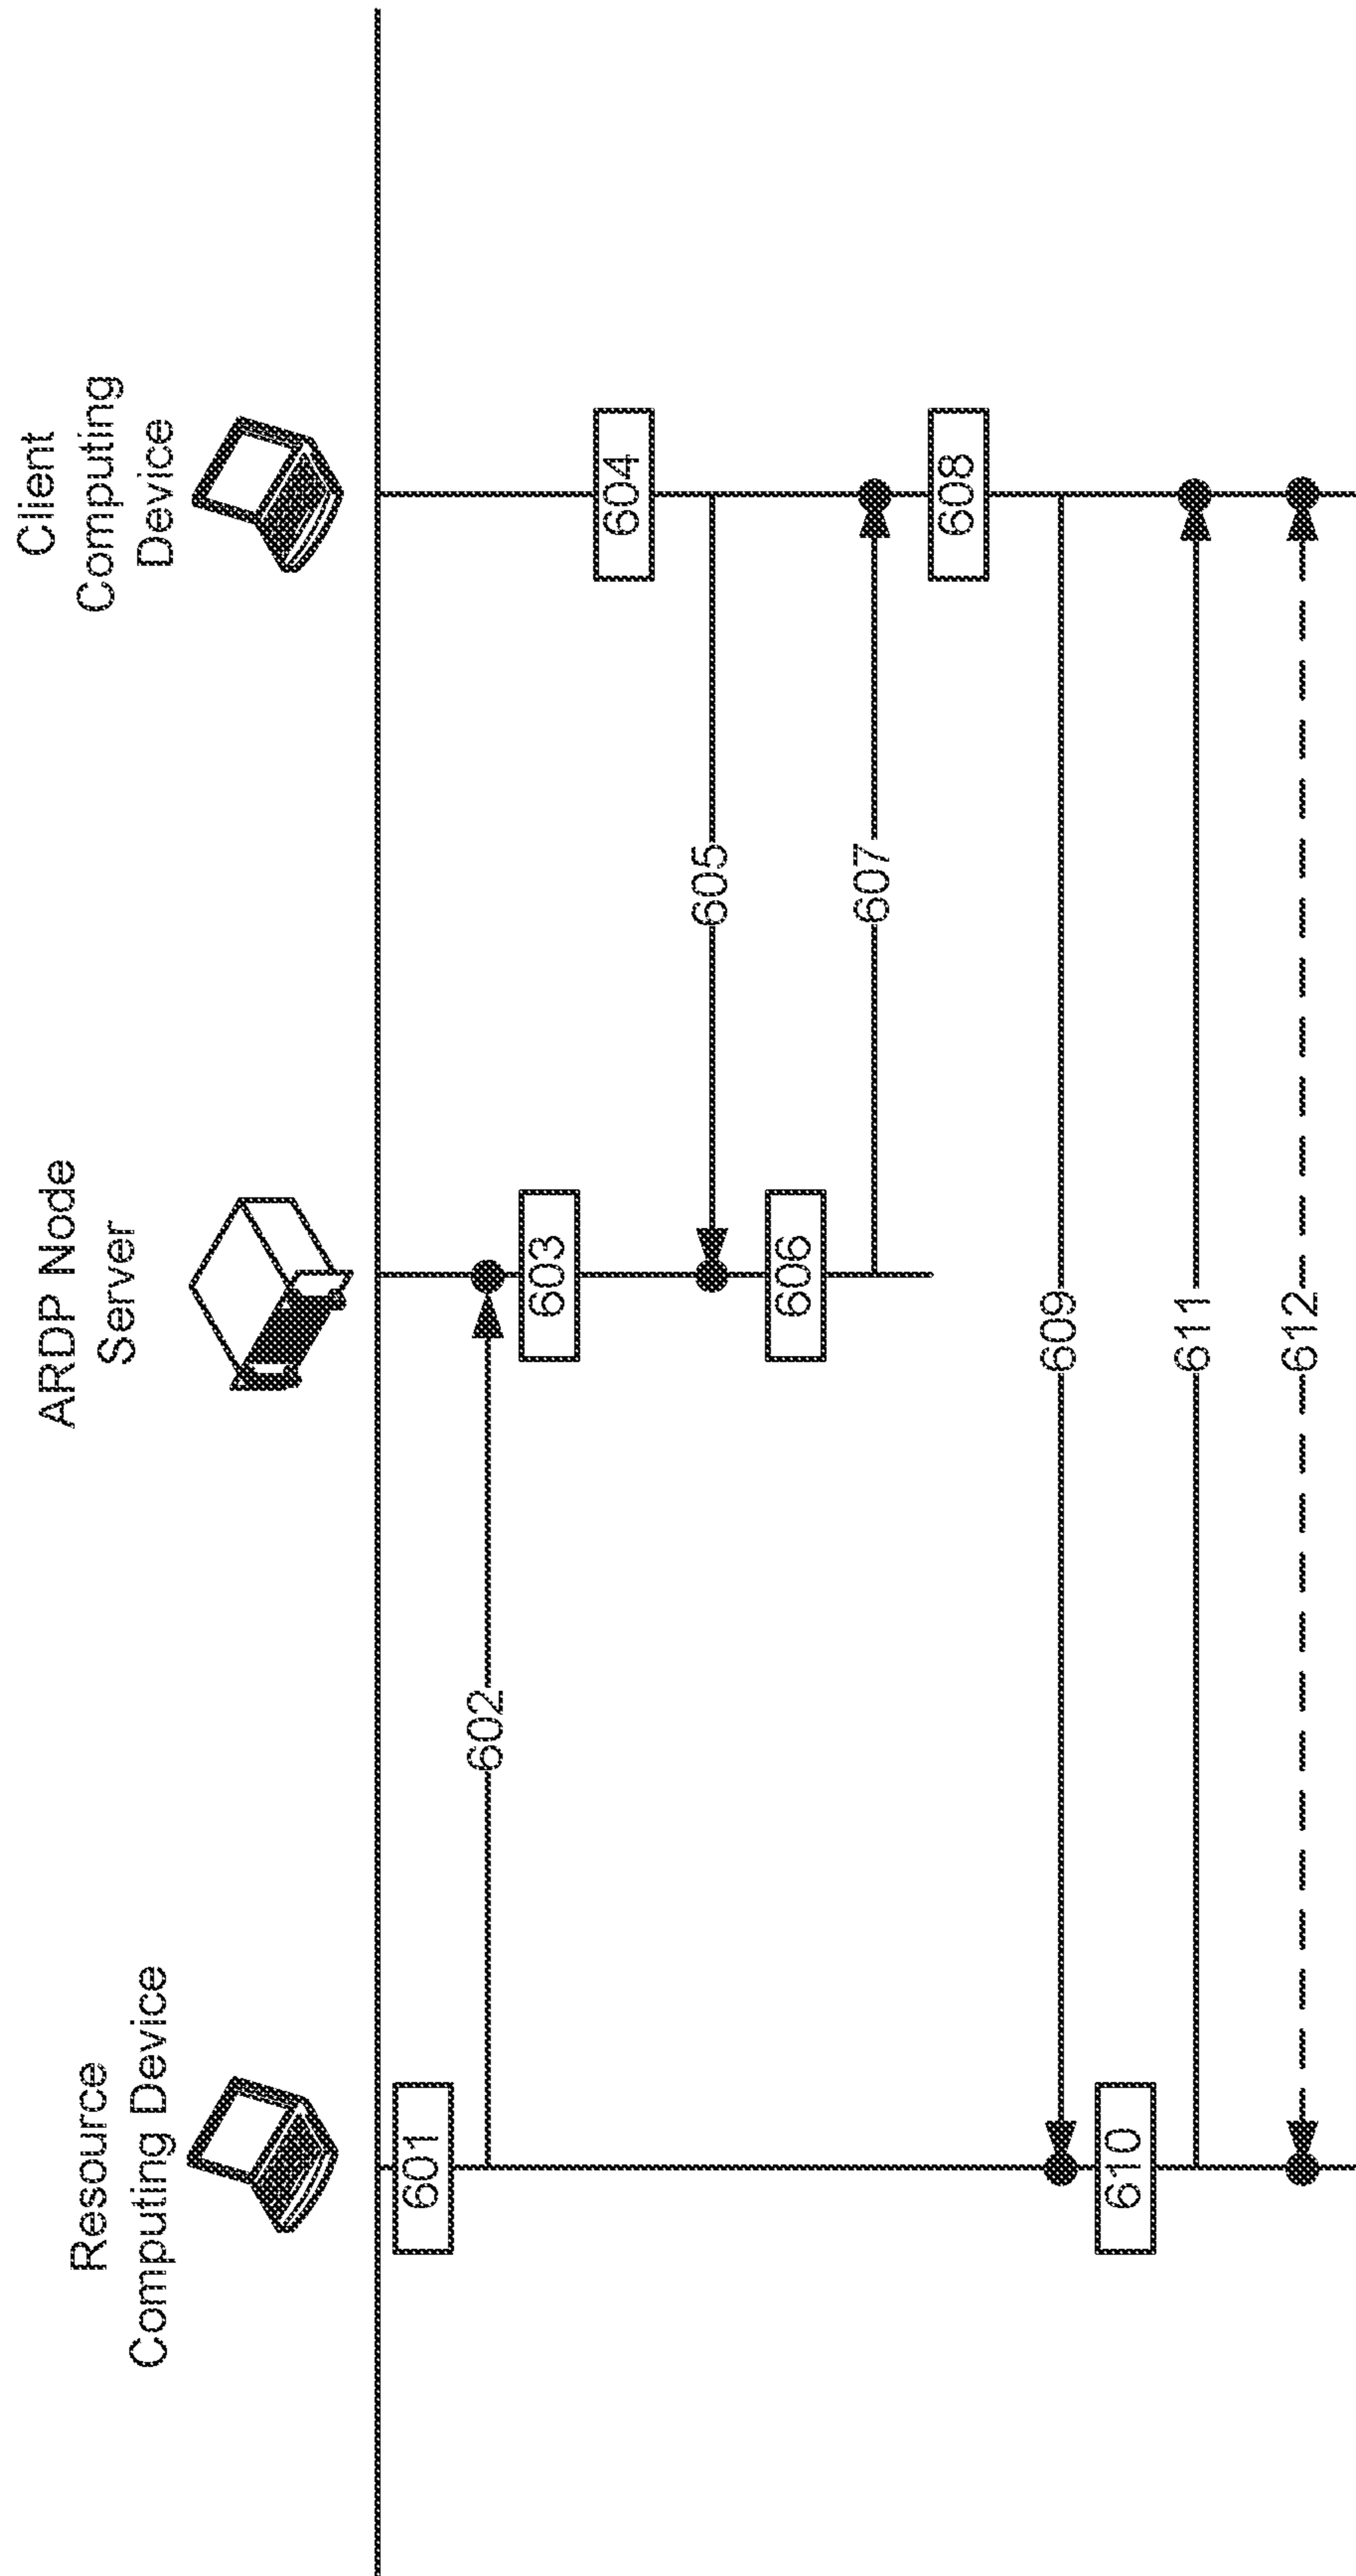 Resource
Computing Device
ARDP Node
Server
Client
Computing
Device
601
602
603
604
605
606
607
608
609
610
611
612